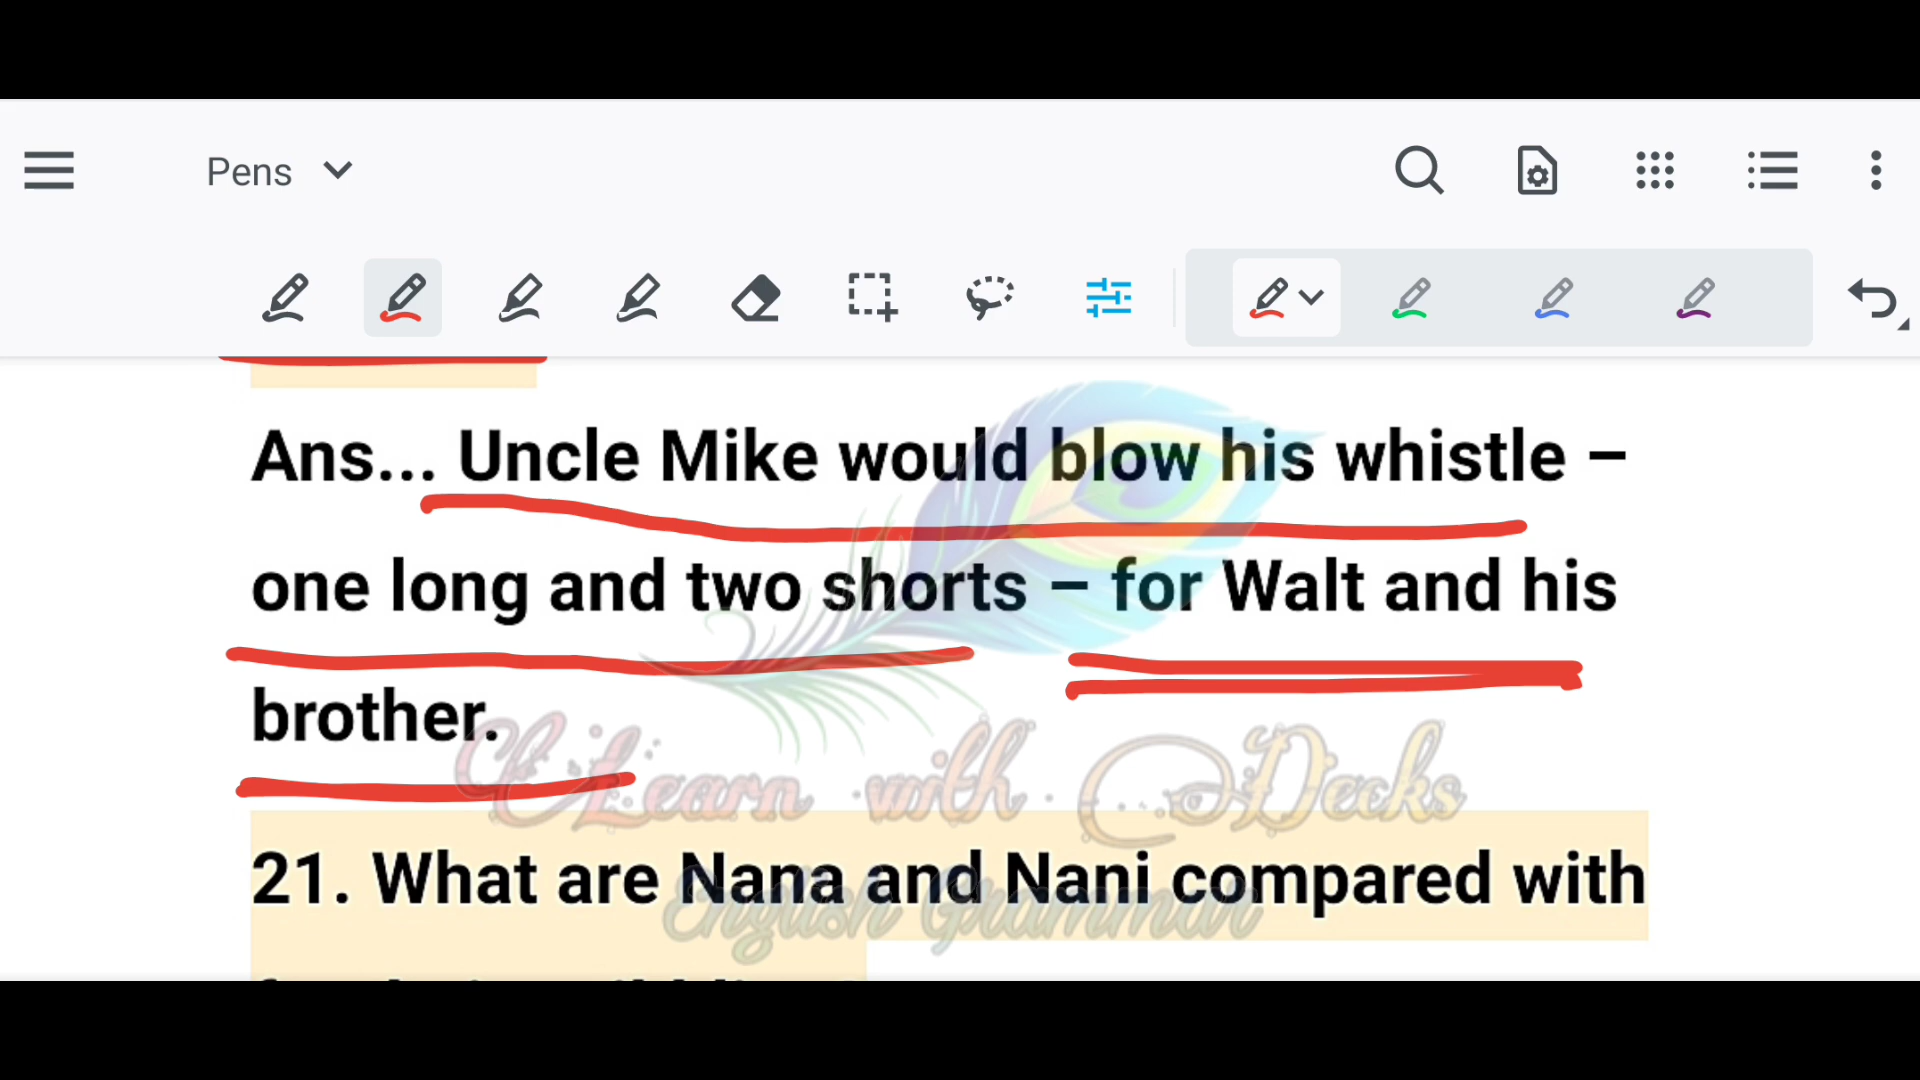 Pens
Ans... Uncle Mike would blow his whistle –
one long and two shorts – for Walt and his
brother.
Learn with Decks
21. What are Nana and Nani compared with
English Grammar